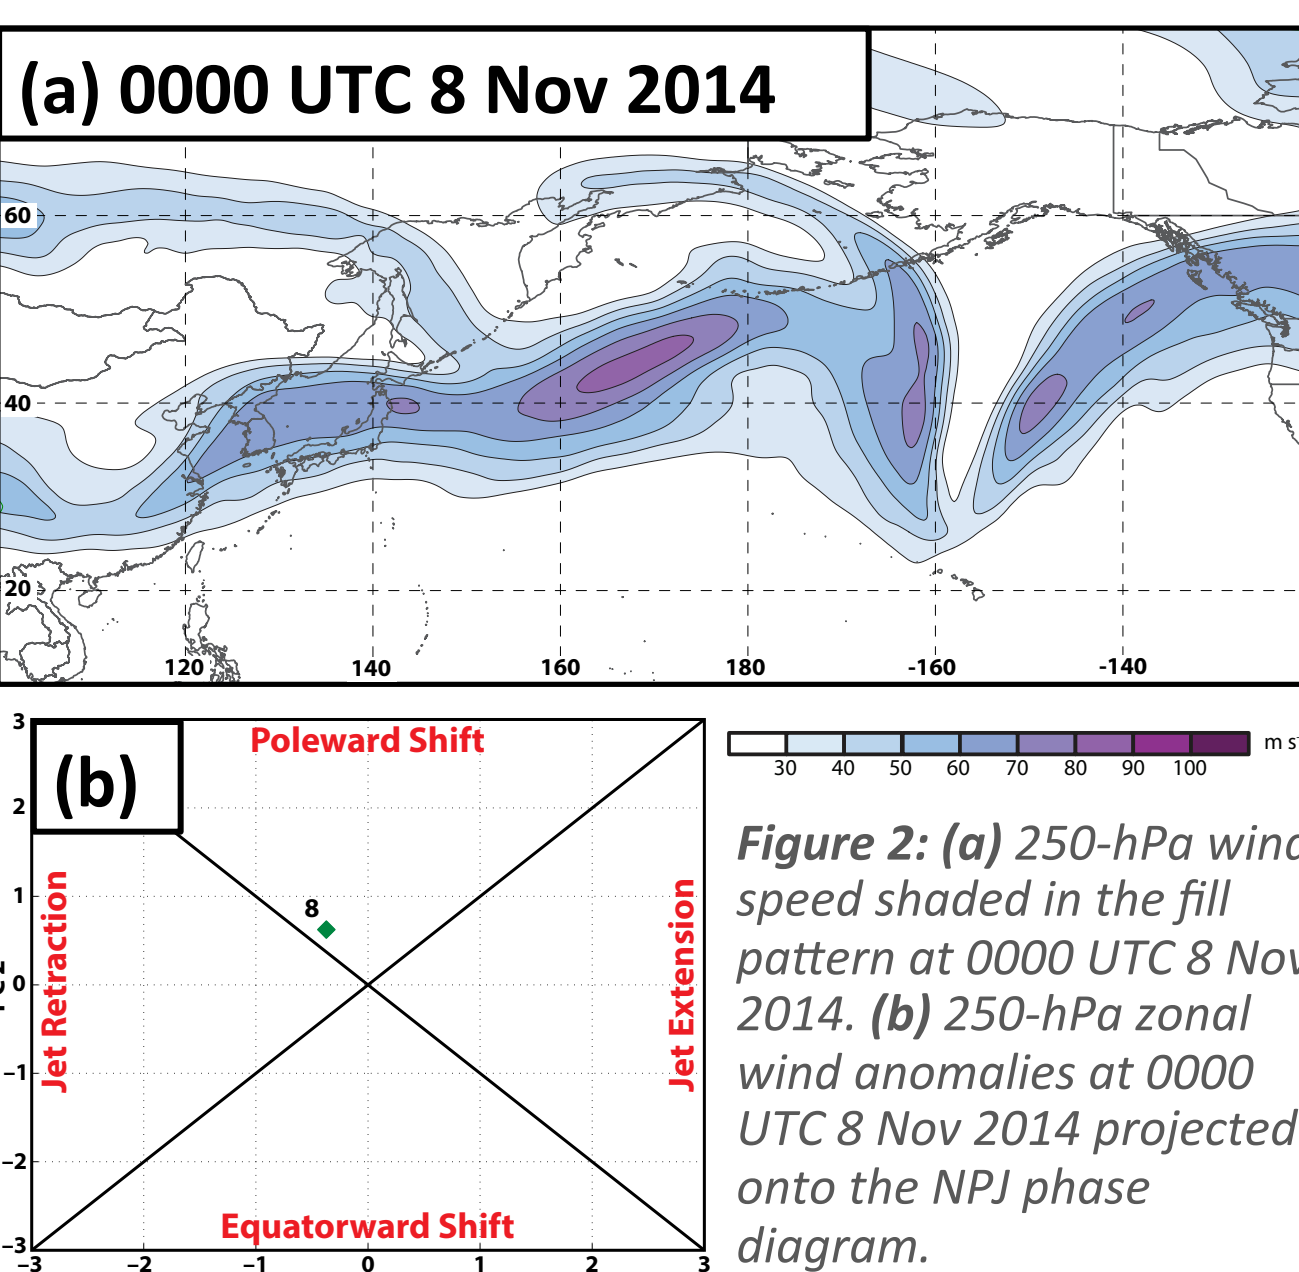 (a) 0000 UTC 8 Nov 2014
60
40
20
120 140 160 180 -160 -140
3
Poleward Shift
(b)
2
1
8
0
−1
−2
−3
Jet Retraction
Jet Extension
Equatorward Shift
−3 −2 −1 0 1 2 3
m s
30 40 50 60 70 80 90 100
Figure 2: (a) 250-hPa wind
speed shaded in the fill
pattern at 0000 UTC 8 Nov
2014. (b) 250-hPa zonal
wind anomalies at 0000
UTC 8 Nov 2014 projected
onto the NPJ phase
diagram.